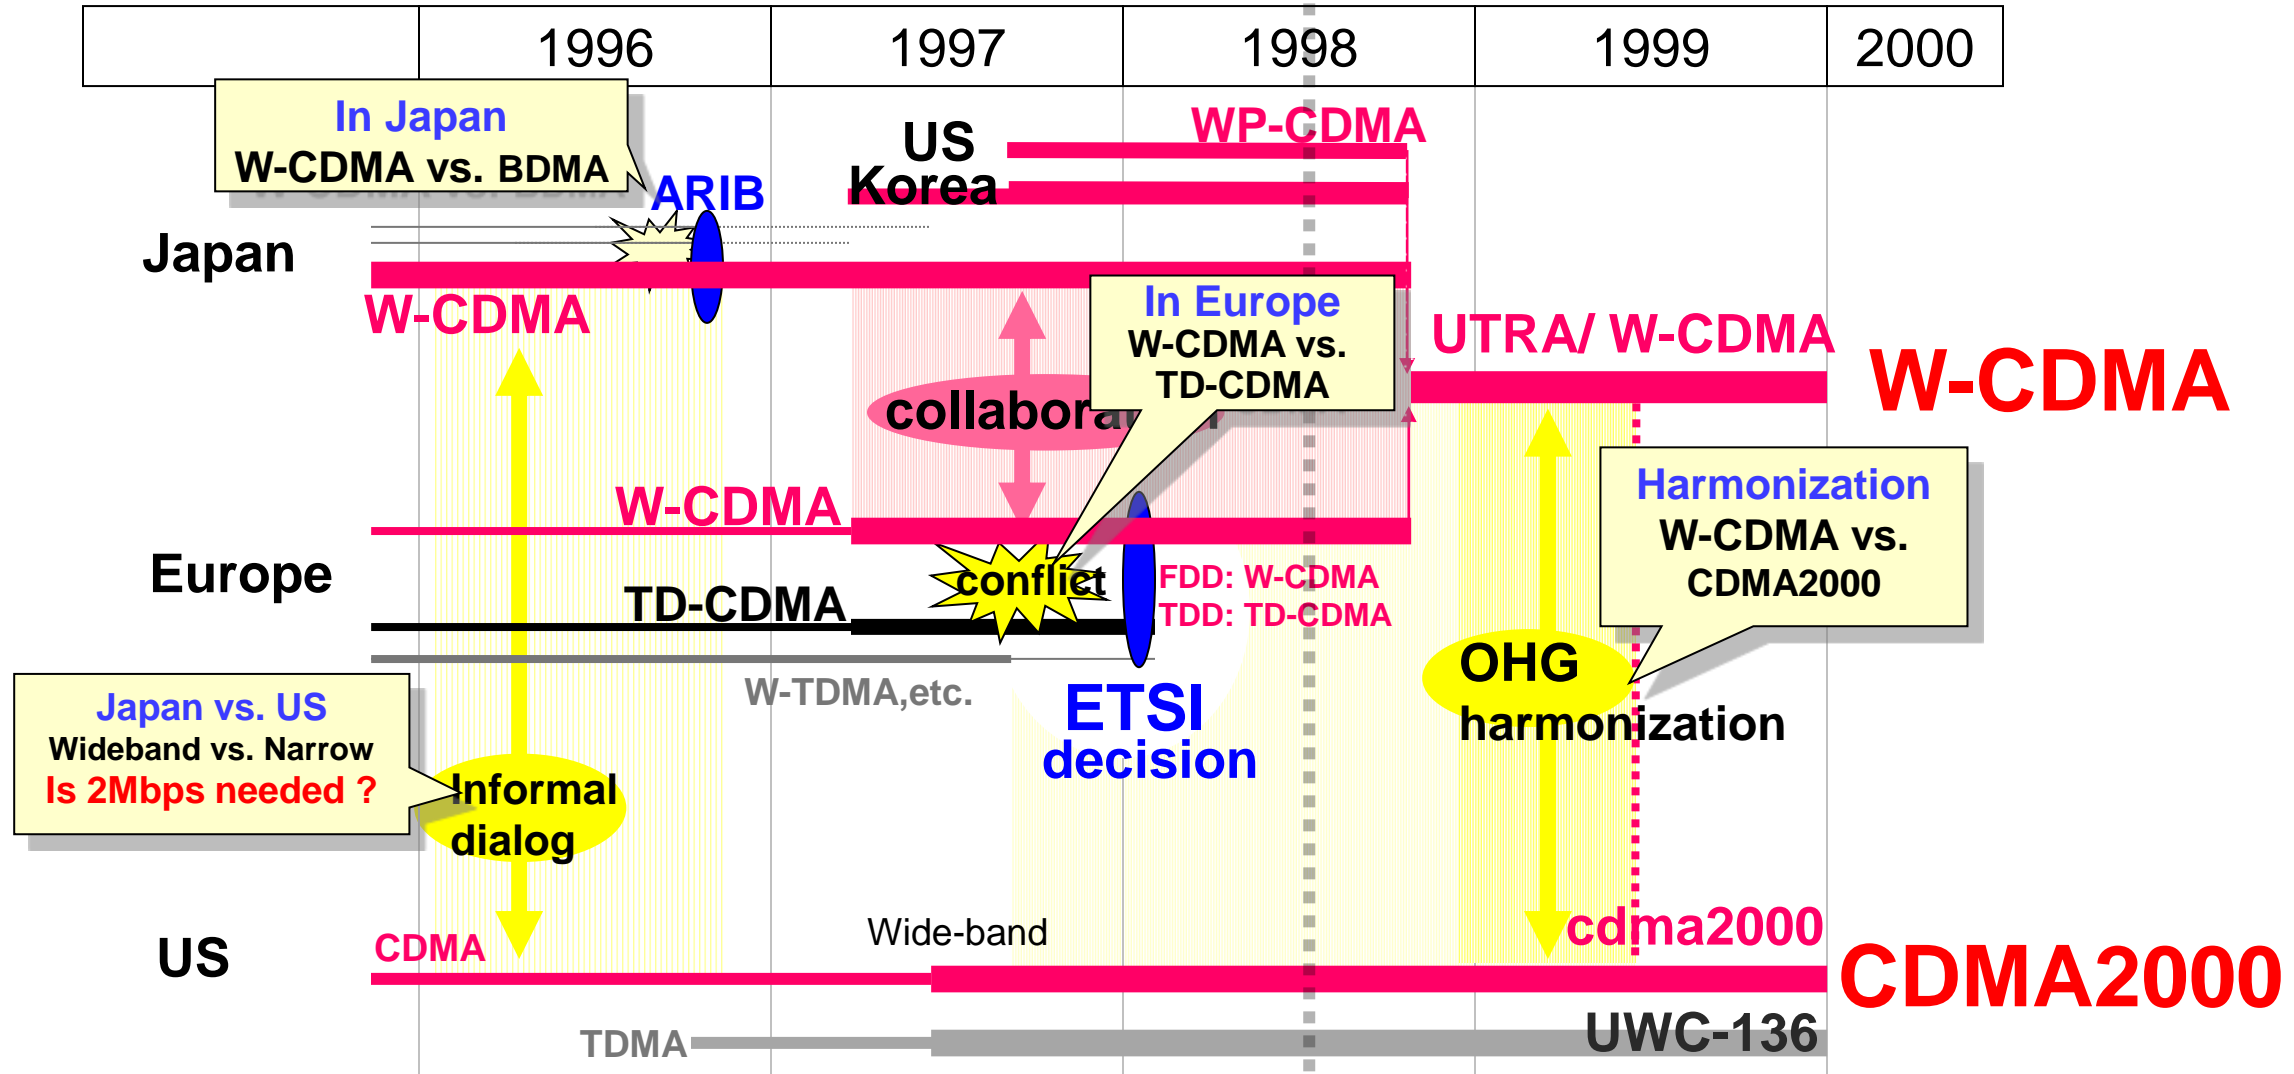 1996 1997 1998 1999 2000
In Japan
W-CDMA vs. BDMA
US
WP-CDMA
Korea
ARIB
Japan
W-CDMA
In Europe
W-CDMA vs.
TD-CDMA
UTRA/ W-CDMA
W-CDMA
collaboration
Harmonization
W-CDMA vs.
CDMA2000
W-CDMA
Europe
conflict
FDD: W-CDMA
TDD: TD-CDMA
TD-CDMA
W-TDMA,etc.
ETSI
decision
OHG
harmonization
Japan vs. US
Wideband vs. Narrow
Is 2Mbps needed ?
Informal
dialog
US
CDMA
Wide-band
cdma2000
CDMA2000
TDMA
UWC-136